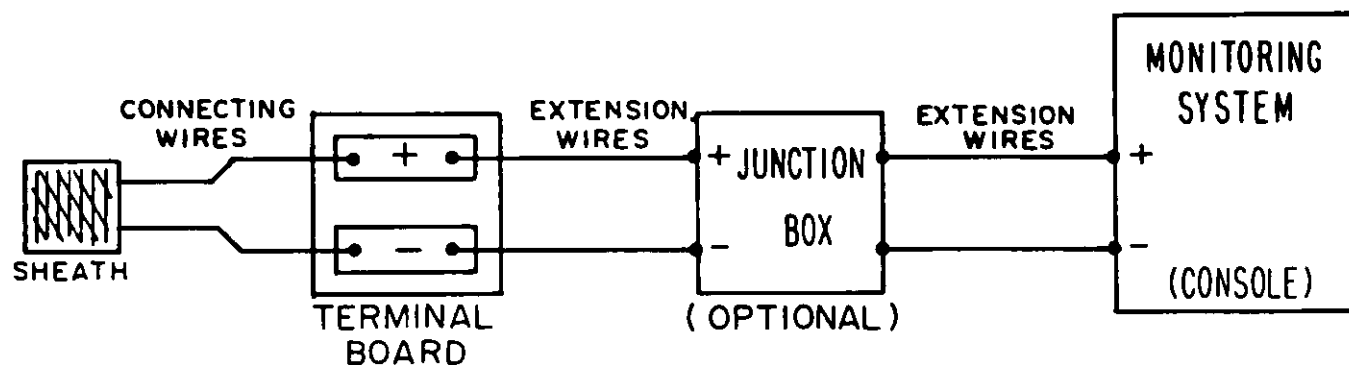 CONNECTING
WIRES
SHEATH
+
-
TERMINAL
BOARD
EXTENSION
WIRES
+
-
JUNCTION
BOX
(OPTIONAL)
EXTENSION
WIRES
MONITORING
SYSTEM
+
-
(CONSOLE)